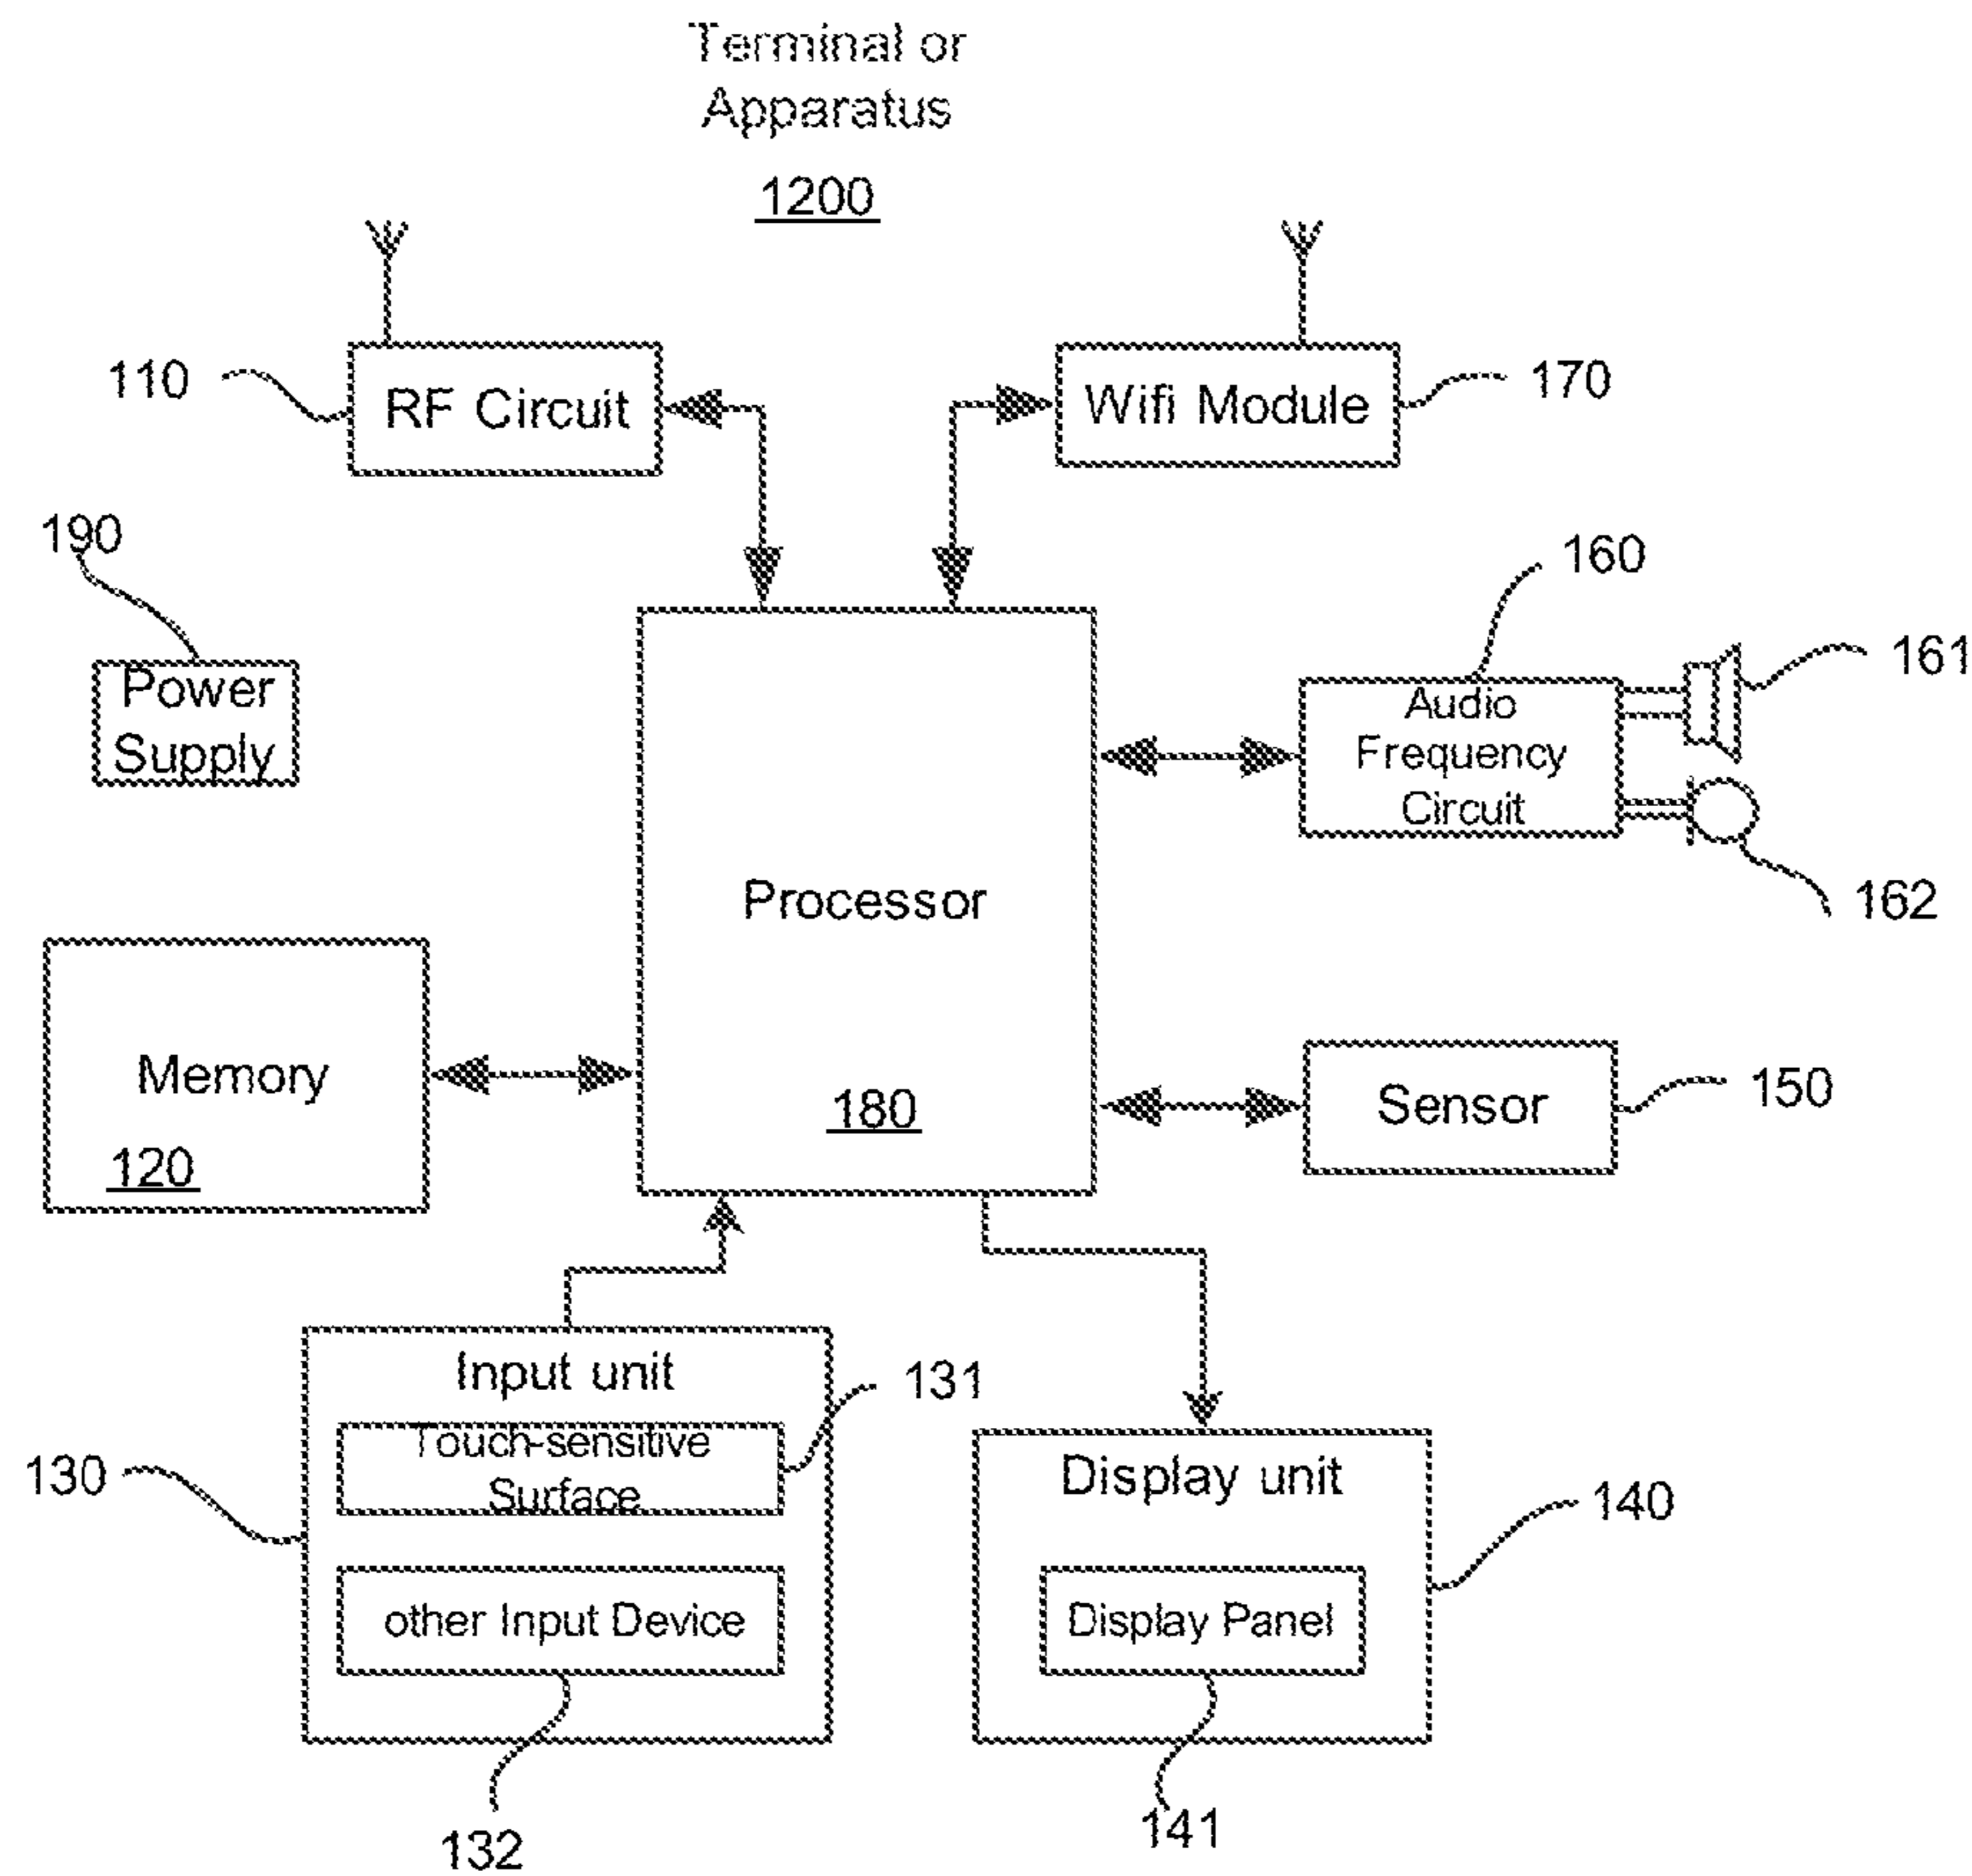 Terminal or
Apparatus
1200
110
RF Circuit
Wifi Module
170
190
Power
Supply
160
Audio
Frequency
Circuit
161
162
Processor
180
Memory
120
Sensor
150
Input unit
131
Touch-sensitive
Surface
130
other Input Device
132
Display unit
140
Display Panel
141